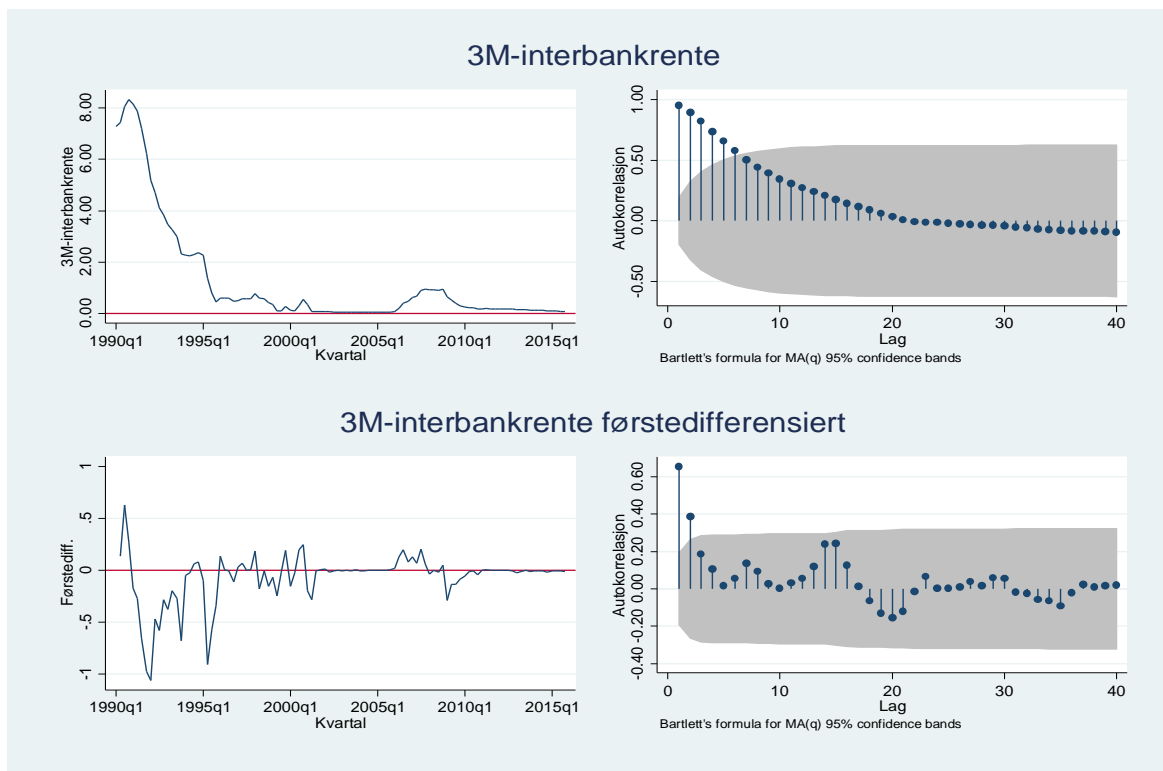 3M-interbankrente
3M-interbankrente
8.00
6.00
4.00
2.00
0.00
1990q1 1995q1 2000q1 2005q1 2010q1 2015q1
Kvartal
Autokorrelasjon
1.00
0.50
0.00
-0.50
0 10 20 30 40
Lag
Bartlett's formula for MA(q) 95% confidence bands
3M-interbankrente førstedifferensiert
Førstediff.
1
.5
0
-.5
-1
1990q1 1995q1 2000q1 2005q1 2010q1 2015q1
Kvartal
Autokorrelasjon
0.60
0.40
0.20
0.00
-0.20
-0.40
0 10 20 30 40
Lag
Bartlett's formula for MA(q) 95% confidence bands